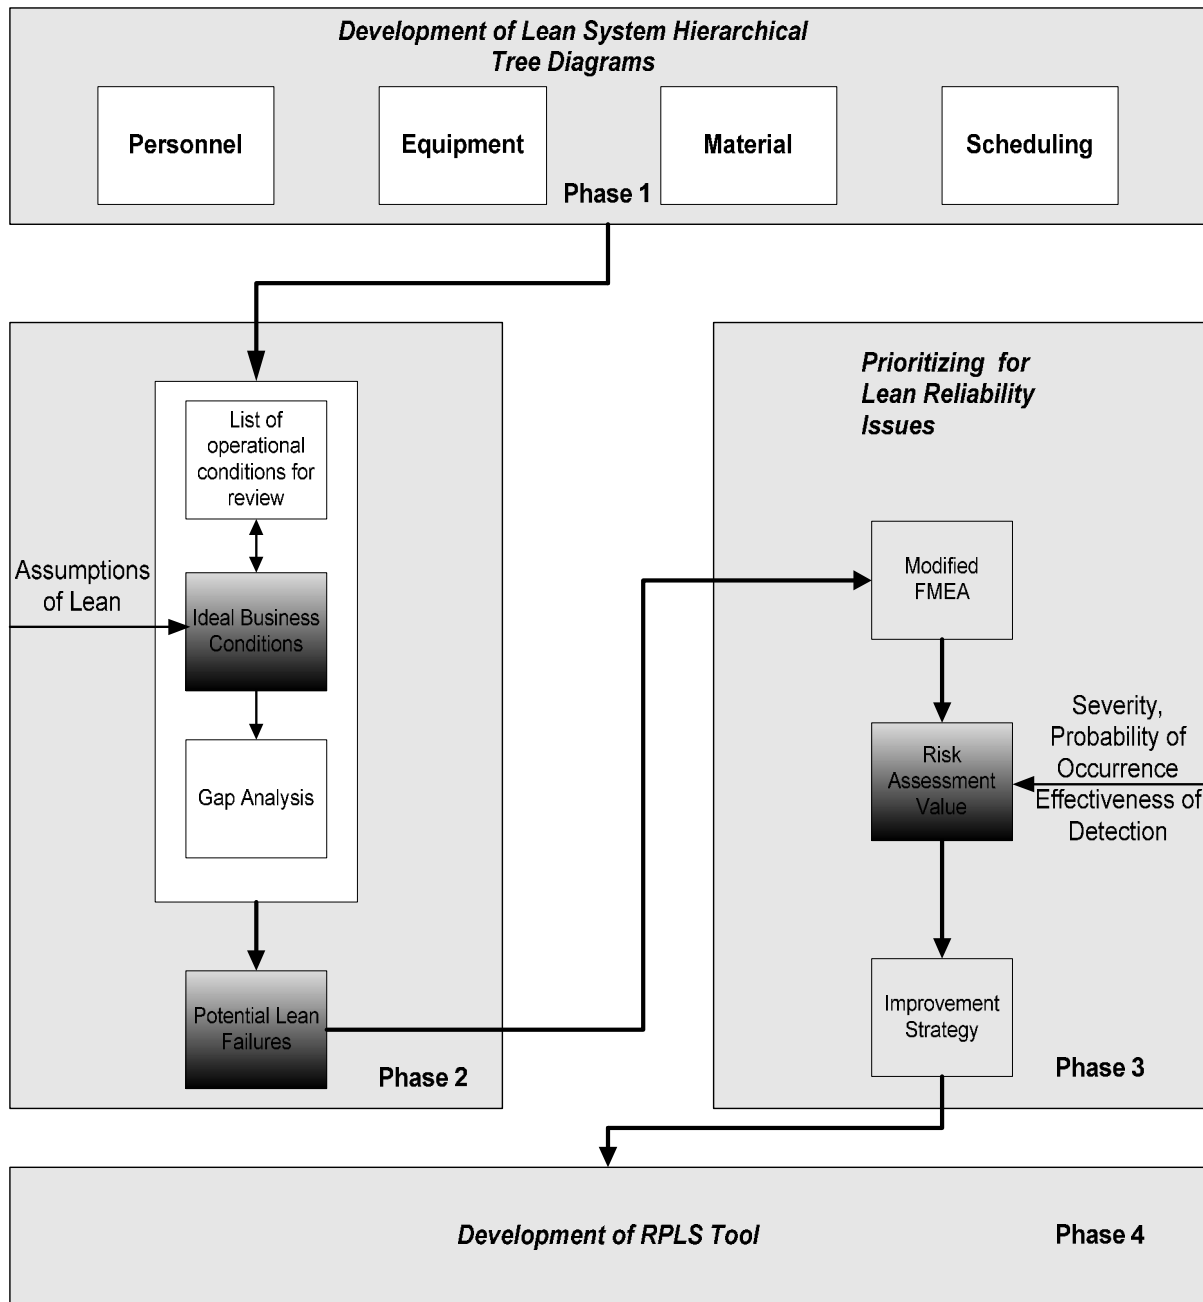 Development of Lean System Hierarchical
Tree Diagrams
Personnel
Equipment
Material
Scheduling
Phase 1
List of
operational
conditions for
review
Assumptions
of Lean
Ideal Business
Conditions
Gap Analysis
Potential Lean
Failures
Phase 2
Prioritizing for
Lean Reliability
Issues
Modified
FMEA
Risk
Assessment
Value
Severity,
Probability of
Occurrence
Effectiveness of
Detection
Improvement
Strategy
Phase 3
Development of RPLS Tool
Phase 4